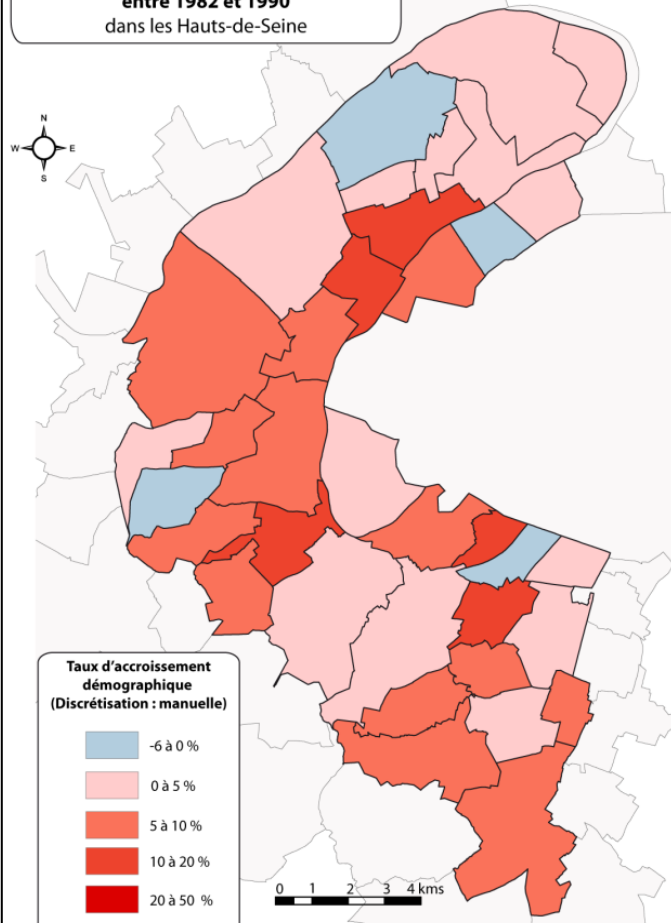 entre 1982 et 1990
dans les Hauts-de-Seine
N
W E
S
Taux d'accroissement
démographique
(Discrétisation : manuelle)
-6 à 0 %
0 à 5 %
5 à 10 %
10 à 20 %
20 à 50 %
0 1 2 3 4 kms